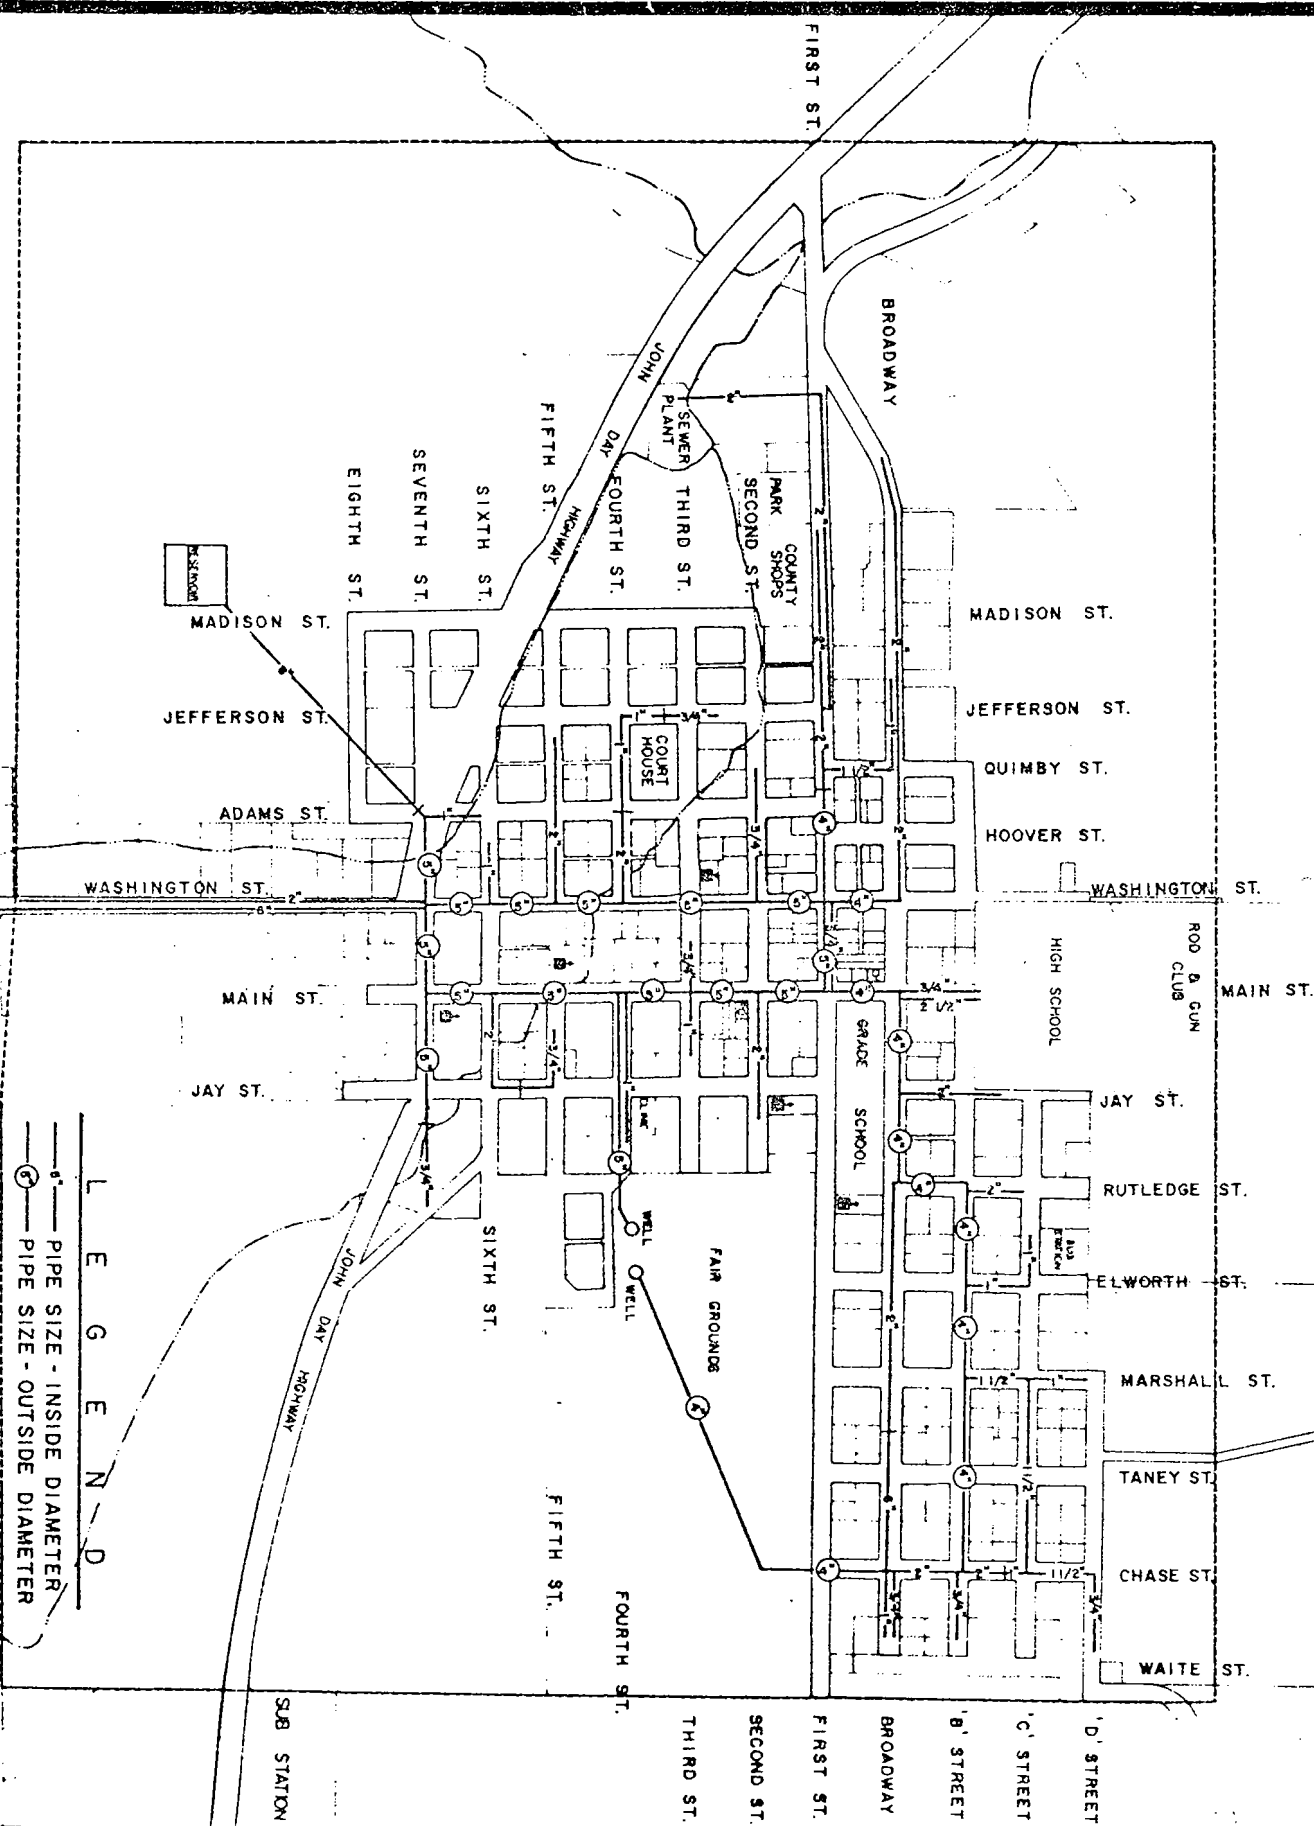 FIRST ST.
BROADWAY
JOHN DAY HIGHWAY
SEWER
PLANT
PARK
COUNTY
SHOPS
FIFTH ST.
FOURTH ST.
THIRD ST.
SECOND ST.
EIGHTH ST.
SEVENTH ST.
SIXTH ST.
RESERVOIR
MADISON ST.
MADISON ST.
JEFFERSON ST.
JEFFERSON ST.
QUIMBY ST.
COURT
HOUSE
ADAMS ST.
HOOVER ST.
WASHINGTON ST.
WASHINGTON ST.
ROD & GUN
CLUB
HIGH SCHOOL
MAIN ST.
MAIN ST.
GRADE SCHOOL
JAY ST.
JAY ST.
RUTLEDGE ST.
WELL
WELL
FAIR GROUNDS
SIXTH ST.
ELWORTH ST.
JOHN DAY HIGHWAY
MARSHALL ST.
TANEY ST.
CHASE ST.
WAITE ST.
FIFTH ST.
FOURTH ST.
THIRD ST.
SECOND ST.
FIRST ST.
BROADWAY
'B' STREET
'C' STREET
'D' STREET
SUB STATION
LEGEND
6" PIPE SIZE - INSIDE DIAMETER
6" PIPE SIZE - OUTSIDE DIAMETER